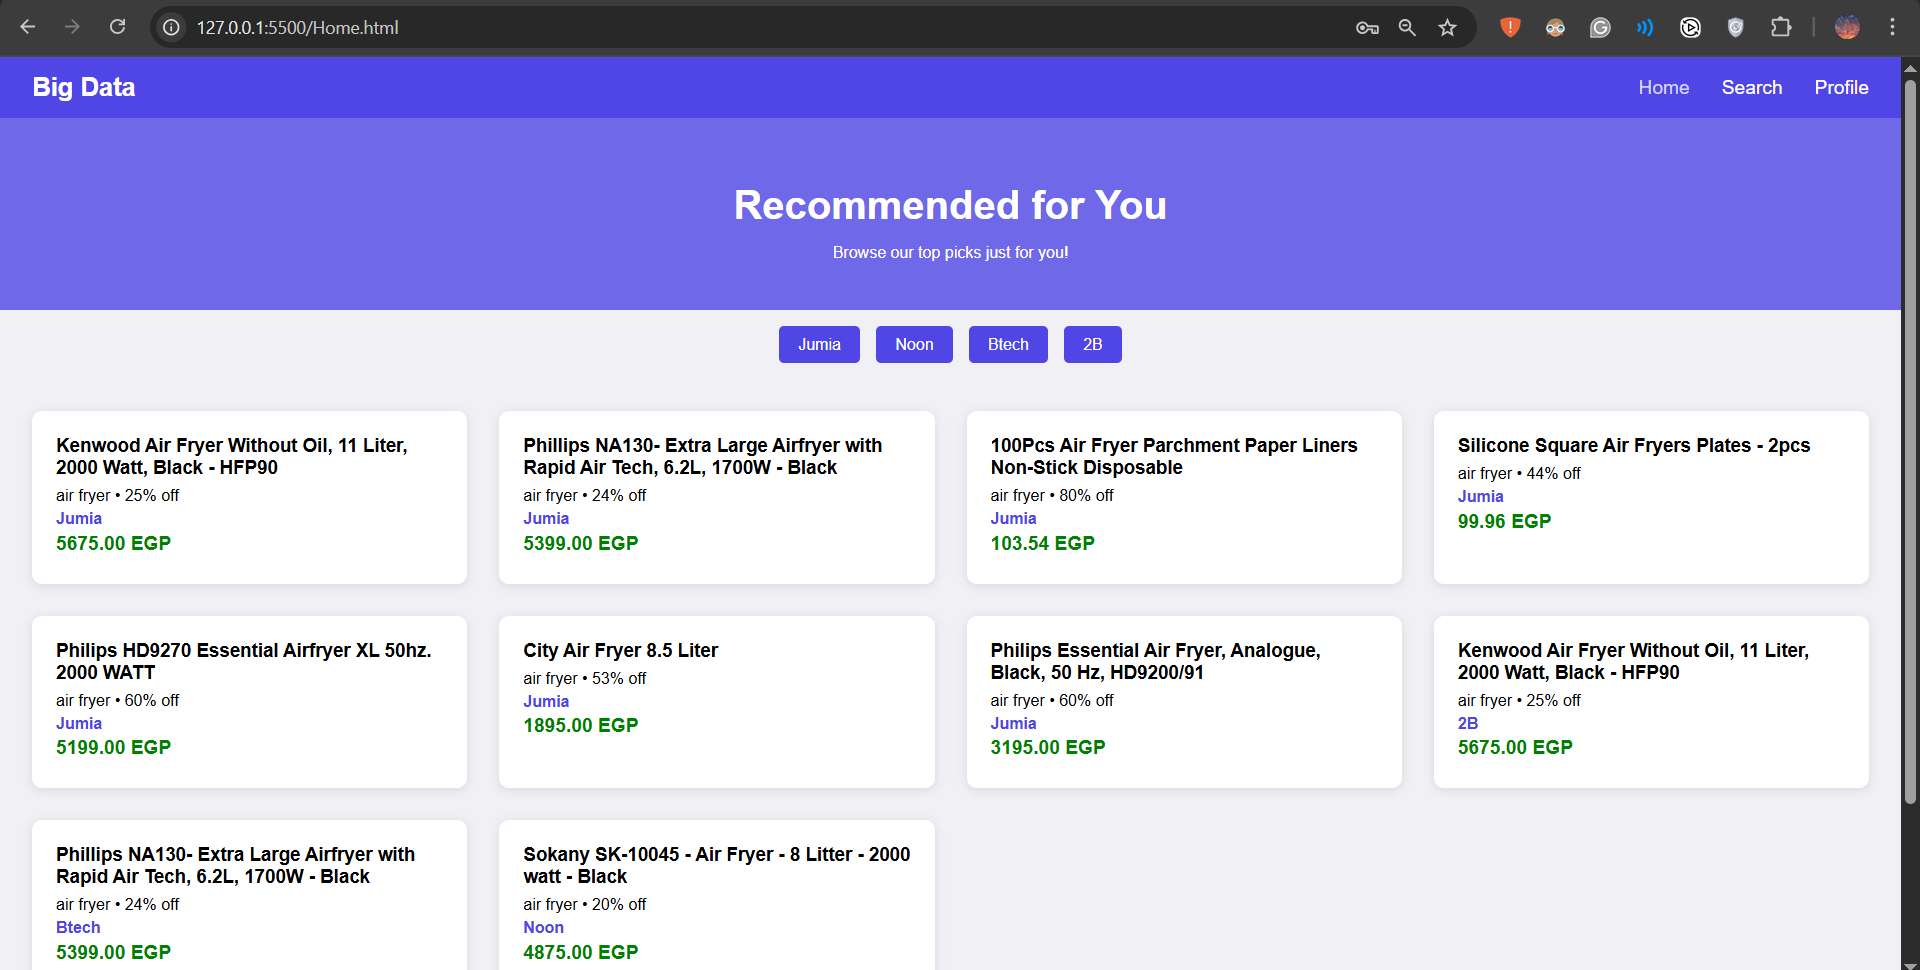 127.0.0.1:5500/Home.html
Big Data
Home
Search
Profile
Recommended for You
Browse our top picks just for you!
Jumia
Noon
Btech
2B
Kenwood Air Fryer Without Oil, 11 Liter,
2000 Watt, Black - HFP90
air fryer • 25% off
Jumia
5675.00 EGP
Phillips NA130- Extra Large Airfryer with
Rapid Air Tech, 6.2L, 1700W - Black
air fryer • 24% off
Jumia
5399.00 EGP
100Pcs Air Fryer Parchment Paper Liners
Non-Stick Disposable
air fryer • 80% off
Jumia
103.54 EGP
Silicone Square Air Fryers Plates - 2pcs
air fryer • 44% off
Jumia
99.96 EGP
Philips HD9270 Essential Airfryer XL 50hz.
2000 WATT
air fryer • 60% off
Jumia
5199.00 EGP
City Air Fryer 8.5 Liter
air fryer • 53% off
Jumia
1895.00 EGP
Philips Essential Air Fryer, Analogue,
Black, 50 Hz, HD9200/91
air fryer • 60% off
Jumia
3195.00 EGP
Kenwood Air Fryer Without Oil, 11 Liter,
2000 Watt, Black - HFP90
air fryer • 25% off
2B
5675.00 EGP
Phillips NA130- Extra Large Airfryer with
Rapid Air Tech, 6.2L, 1700W - Black
air fryer • 24% off
Btech
5399.00 EGP
Sokany SK-10045 - Air Fryer - 8 Litter - 2000
watt - Black
air fryer • 20% off
Noon
4875.00 EGP